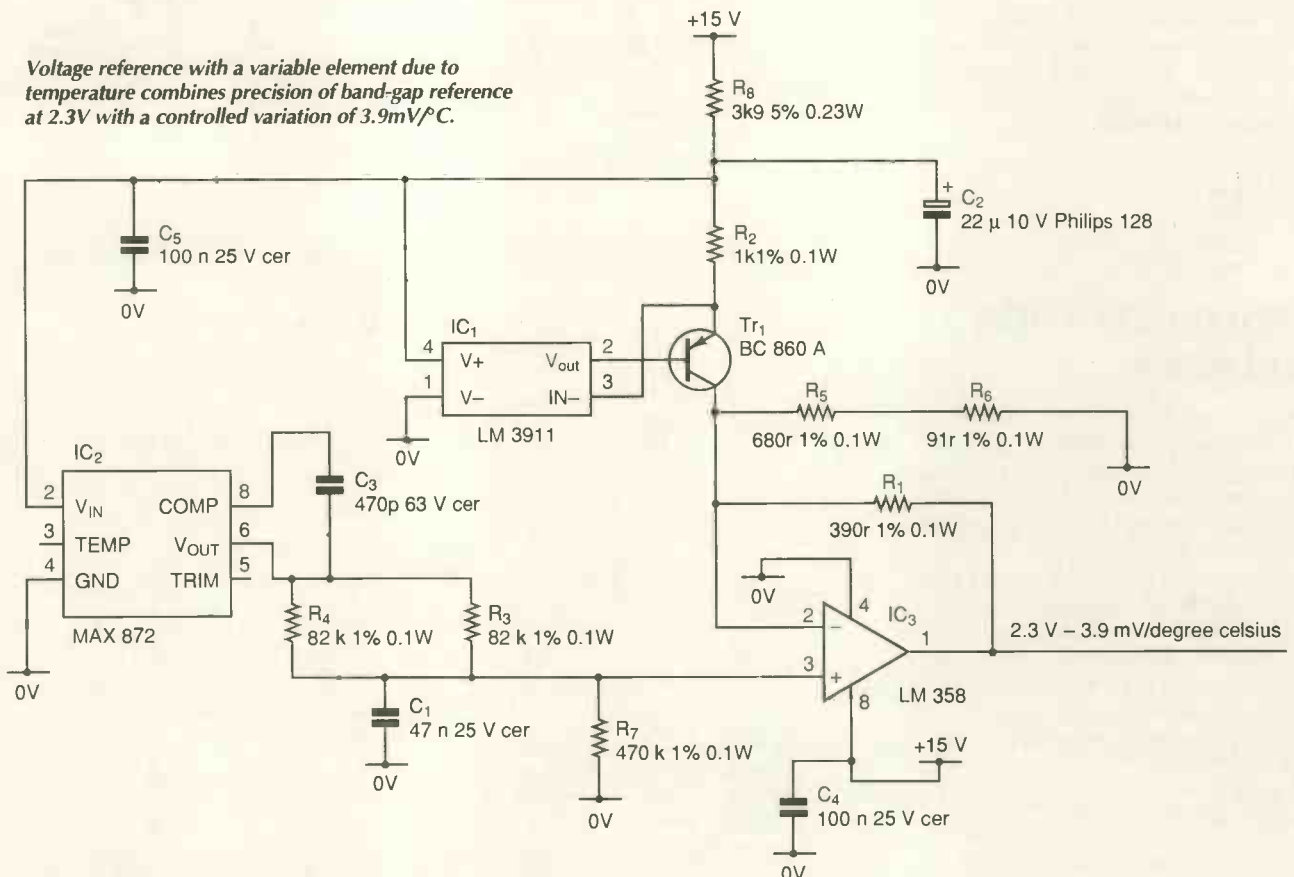 Voltage reference with a variable element due to
temperature combines precision of band-gap reference
at 2.3V with a controlled variation of 3.9mV/°C.
+15 V
R8
3k9 5% 0.23W
C5
100 n 25 V cer
0V
R2
1k1% 0.1W
C2
+
22 µ 10 V Philips 128
0V
IC1
4 V+ Vout 2
1 V– IN– 3
LM 3911
0V
Tr1
BC 860 A
R5
680r 1% 0.1W
R6
91r 1% 0.1W
0V
R1
390r 1% 0.1W
IC2
2 VIN COMP 8
3 TEMP VOUT 6
4 GND TRIM 5
MAX 872
0V
C3
470p 63 V cer
R4
82 k 1% 0.1W
R3
82 k 1% 0.1W
C1
47 n 25 V cer
0V
R7
470 k 1% 0.1W
0V
0V
4
IC3
2 –
3 +
1
8
LM 358
2.3 V – 3.9 mV/degree celsius
+15 V
C4
100 n 25 V cer
0V